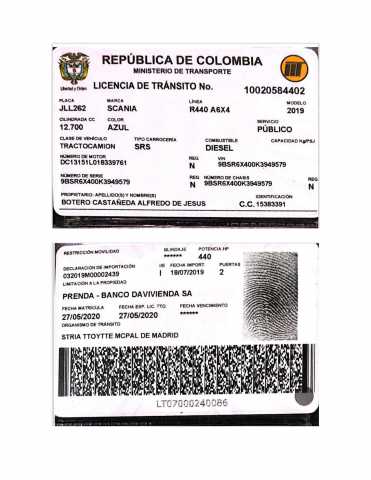 REPÚBLICA DE COLOMBIA
MINISTERIO DE TRANSPORTE
Libertad y Orden
LICENCIA DE TRÁNSITO No. 10020584402
PLACA MARCA LÍNEA MODELO
JLL262 SCANIA R440 A6X4 2019
CILINDRADA CC COLOR SERVICIO
12.700 AZUL PÚBLICO
CLASE DE VEHÍCULO TIPO CARROCERÍA COMBUSTIBLE CAPACIDAD Kg/PSJ
TRACTOCAMION SRS DIESEL
NÚMERO DE MOTOR REG VIN
DC13151L018339761 N 9BSR6X400K3949579
NÚMERO DE SERIE REG NÚMERO DE CHASIS REG
9BSR6X400K3949579 N 9BSR6X400K3949579 N
PROPIETARIO: APELLIDO(S) Y NOMBRE(S) IDENTIFICACIÓN
BOTERO CASTAÑEDA ALFREDO DE JESUS C.C. 15383391
RESTRICCIÓN MOVILIDAD BLINDAJE POTENCIA HP
****** 440
DECLARACIÓN DE IMPORTACIÓN I/E FECHA IMPORT. PUERTAS
032019M00002439 I 18/07/2019 2
LIMITACIÓN A LA PROPIEDAD
PRENDA - BANCO DAVIVIENDA SA
FECHA MATRICULA FECHA EXP. LIC. TTO. FECHA VENCIMIENTO
27/05/2020 27/05/2020 ******
ORGANISMO DE TRÁNSITO
STRIA TTOYTTE MCPAL DE MADRID
LT07000240086